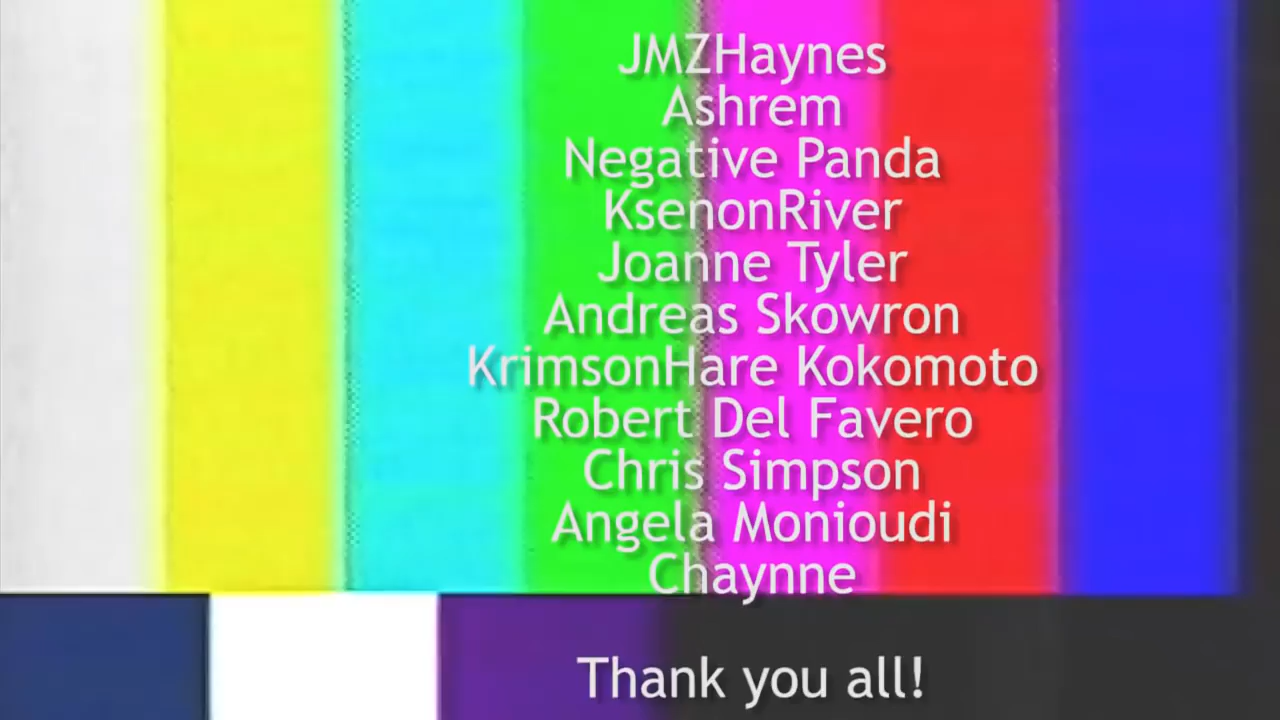 JMZHaynes
Ashrem
Negative Panda
KsenonRiver
Joanne Tyler
Andreas Skowron
KrimsonHare Kokomoto
Robert Del Favero
Chris Simpson
Angela Monioudi
Chaynne
Thank you all!